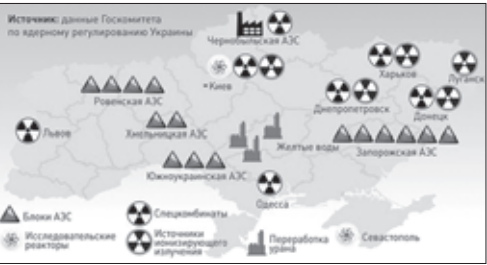 Источник: данные Госкомитета
по ядерному регулированию Украины
Чернобыльская АЭС
Киев
Харьков
Луганск
Ровенская АЭС
Днепропетровск
Донецк
Львов
Хмельницкая АЭС
Желтые воды
Запорожская АЭС
Южноукраинская АЭС
Одесса
Блоки АЭС
Спецкомбинаты
Исследовательские
реакторы
Источники
ионизирующего
излучения
Переработка
урана
Севастополь